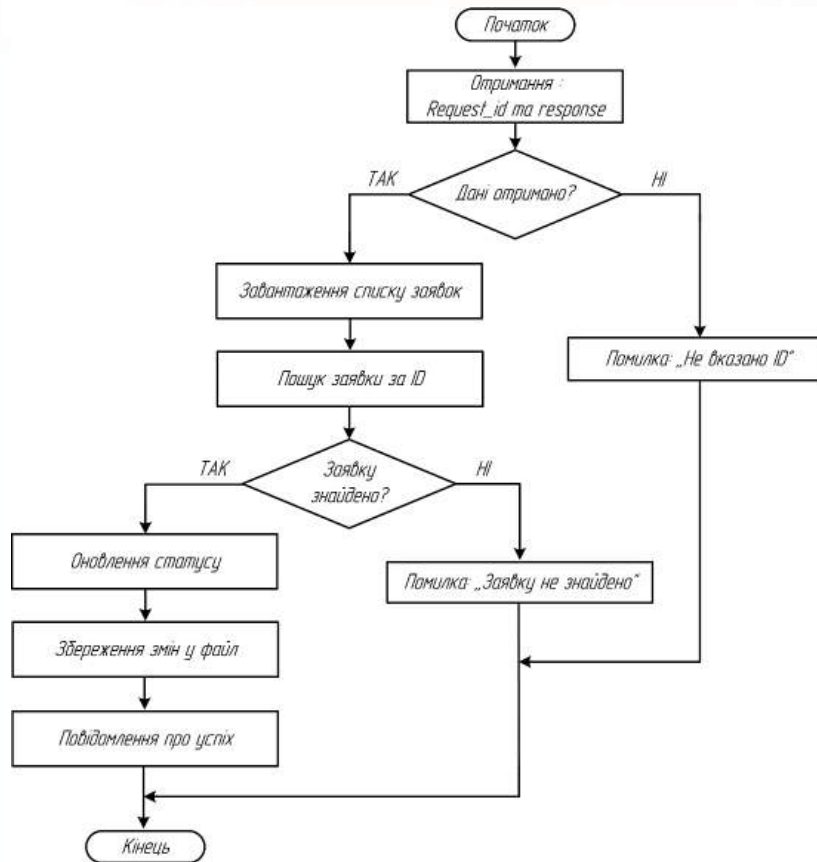 Початок
Отримання :
Request_id та response
ТАК
Дані отримано?
НІ
Завантаження списку заявок
Помилка: „Не вказано ID“
Пошук заявки за ID
ТАК
Заявку
знайдено?
НІ
Оновлення статусу
Помилка: „Заявку не знайдено“
Збереження змін у файл
Повідомлення про успіх
Кінець